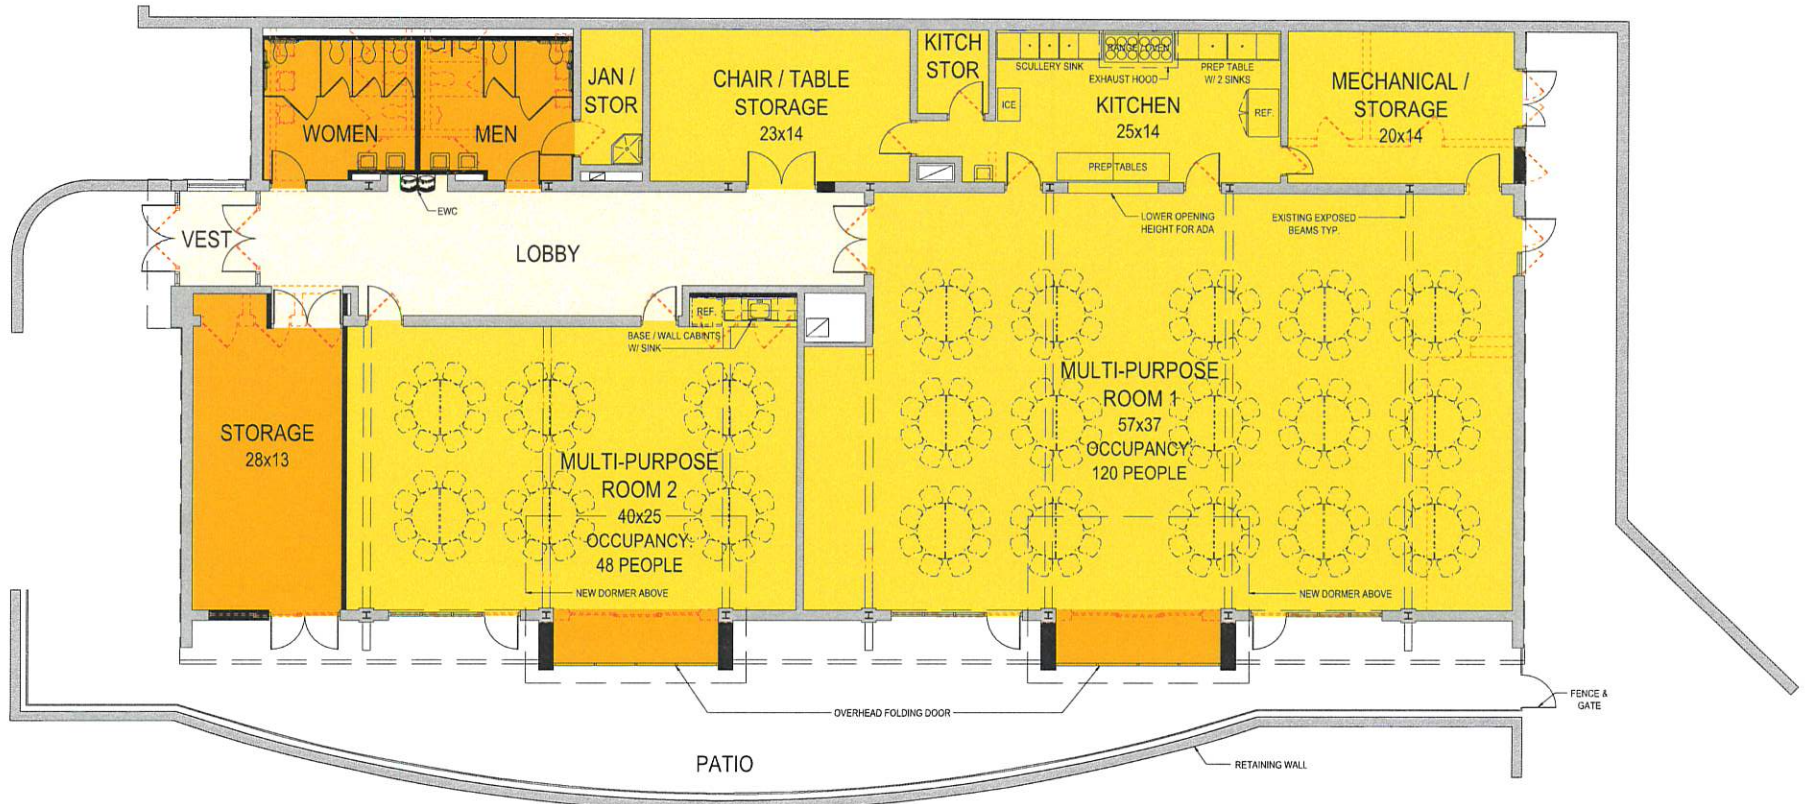 WOMEN
MEN
JAN /
STOR
CHAIR / TABLE
STORAGE
23x14
KITCH
STOR
SCULLERY SINK
RANGE / OVEN
EXHAUST HOOD
PREP TABLE
W/ 2 SINKS
ICE
KITCHEN
25x14
REF.
PREP TABLES
MECHANICAL /
STORAGE
20x14
EWC
VEST
LOBBY
LOWER OPENING
HEIGHT FOR ADA
EXISTING EXPOSED
BEAMS TYP.
REF.
BASE / WALL CABINTS
W/ SINK
STORAGE
28x13
MULTI-PURPOSE
ROOM 2
40x25
OCCUPANCY:
48 PEOPLE
NEW DORMER ABOVE
MULTI-PURPOSE
ROOM 1
57x37
OCCUPANCY:
120 PEOPLE
NEW DORMER ABOVE
OVERHEAD FOLDING DOOR
FENCE &
GATE
PATIO
RETAINING WALL